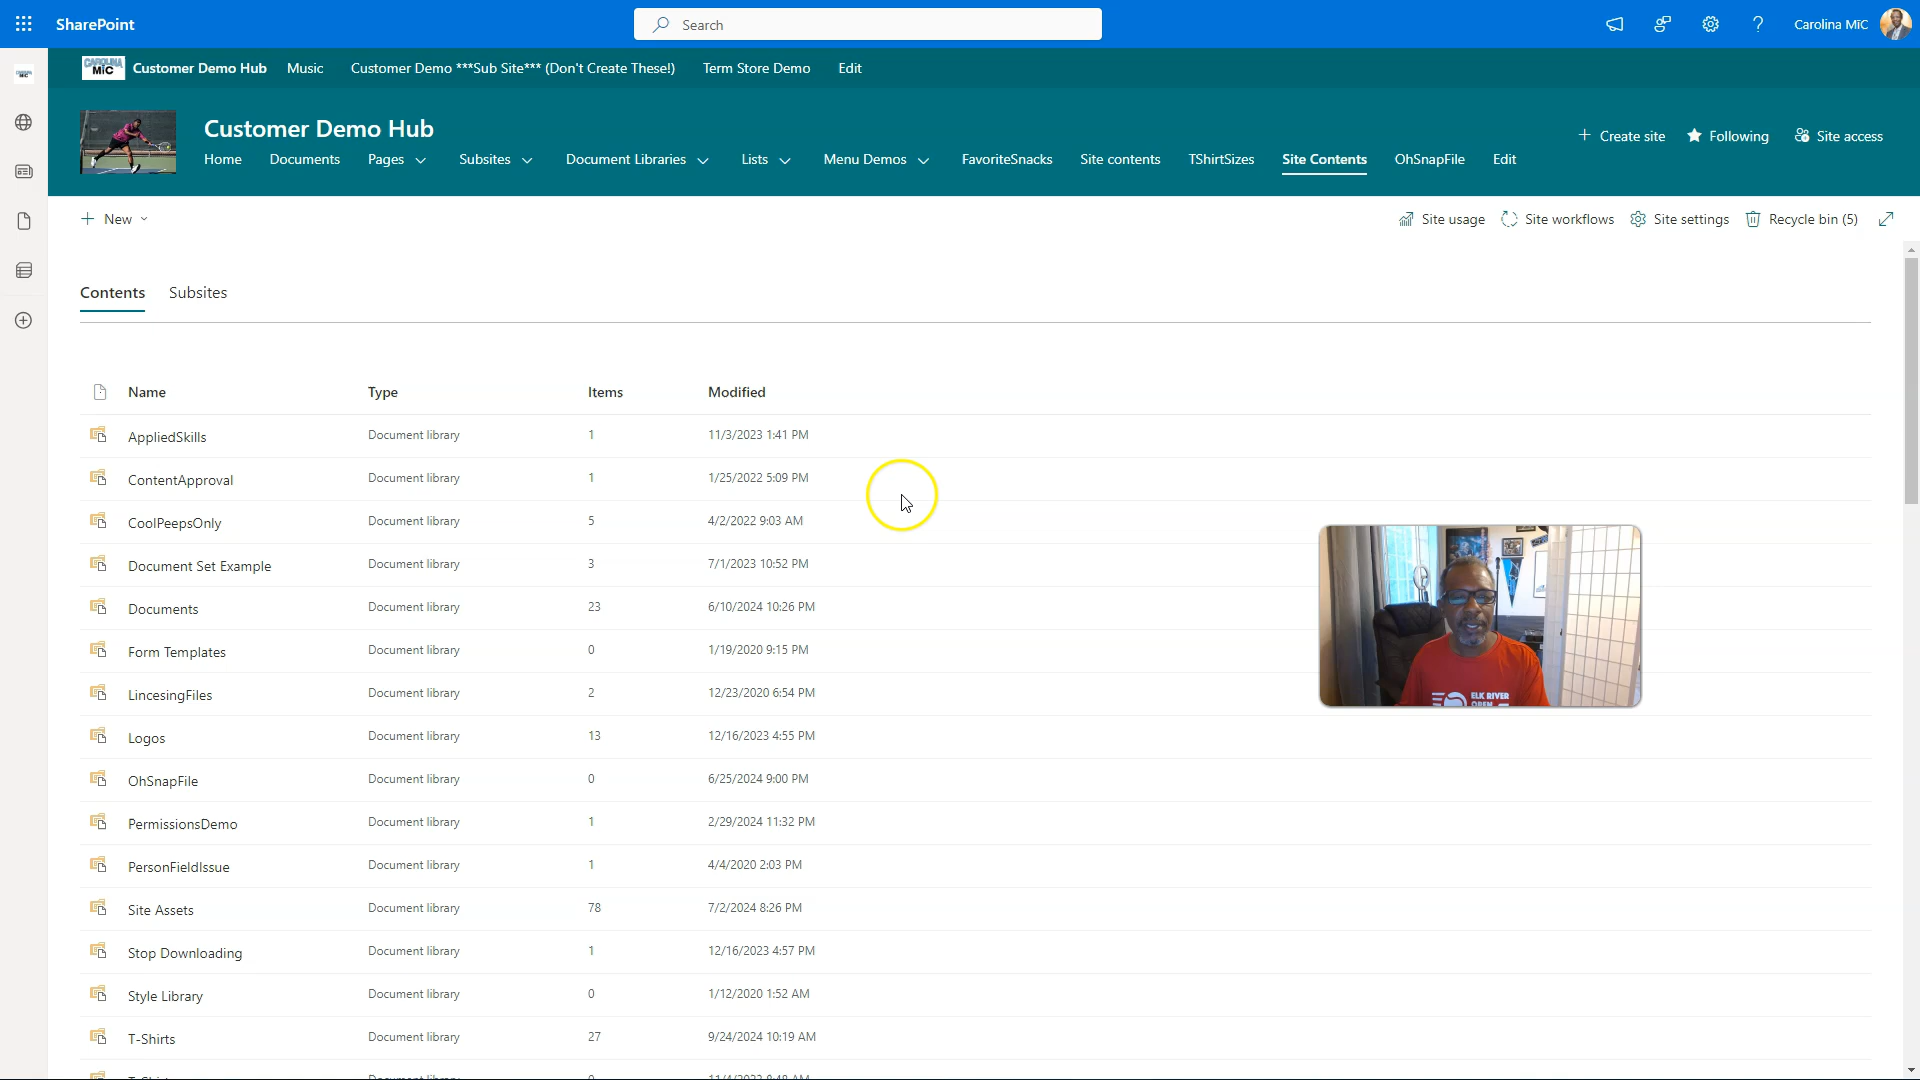 SharePoint
Search
Carolina MiC
CAROLINA
MiC
Customer Demo Hub
Music
Customer Demo ***Sub Site*** (Don't Create These!)
Term Store Demo
Edit
Customer Demo Hub
Create site
Following
Site access
Home
Documents
Pages
Subsites
Document Libraries
Lists
Menu Demos
FavoriteSnacks
Site contents
TShirtSizes
Site Contents
OhSnapFile
Edit
New
Site usage
Site workflows
Site settings
Recycle bin (5)
Contents
Subsites
Name Type Items Modified
AppliedSkills Document library 1 11/3/2023 1:41 PM
ContentApproval Document library 1 1/25/2022 5:09 PM
CoolPeepsOnly Document library 5 4/2/2022 9:03 AM
Document Set Example Document library 3 7/1/2023 10:52 PM
Documents Document library 23 6/10/2024 10:26 PM
Form Templates Document library 0 1/19/2020 9:15 PM
LincesingFiles Document library 2 12/23/2020 6:54 PM
Logos Document library 13 12/16/2023 4:55 PM
OhSnapFile Document library 0 6/25/2024 9:00 PM
PermissionsDemo Document library 1 2/29/2024 11:32 PM
PersonFieldIssue Document library 1 4/4/2020 2:03 PM
Site Assets Document library 78 7/2/2024 8:26 PM
Stop Downloading Document library 1 12/16/2023 4:57 PM
Style Library Document library 0 1/12/2020 1:52 AM
T-Shirts Document library 27 9/24/2024 10:19 AM
ELK RIVER
OPEN